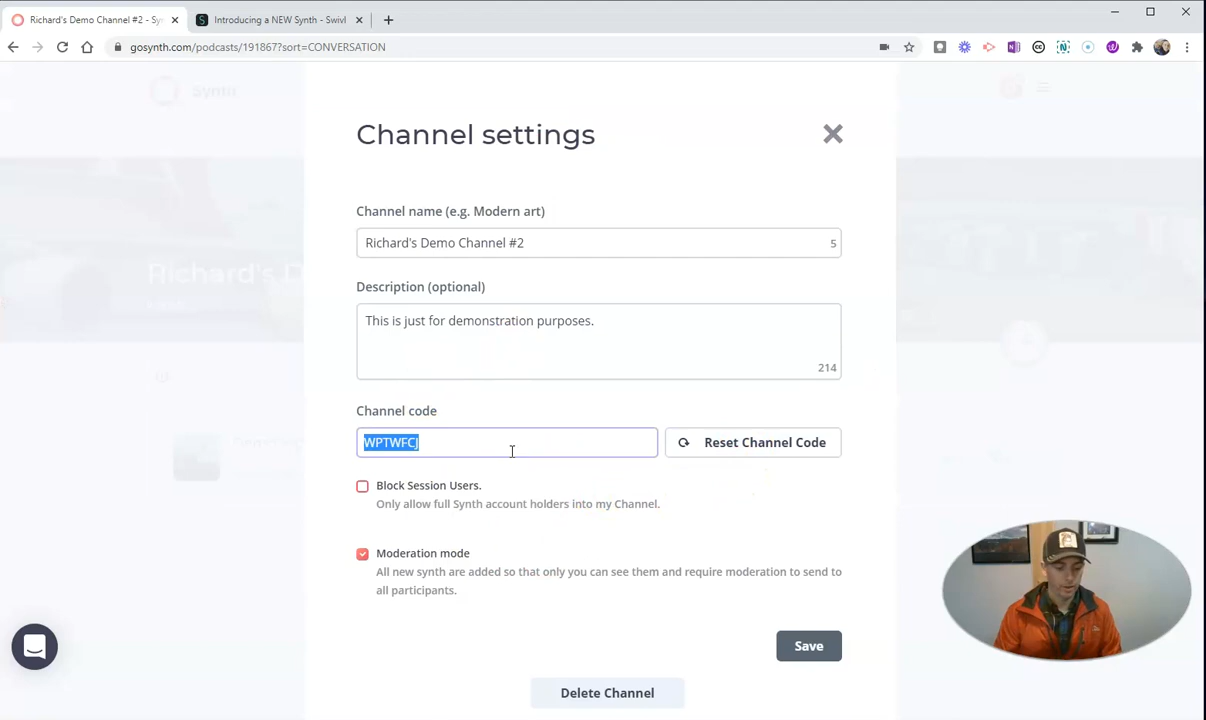 Richard's Demo Channel #2 - Sy
Introducing a NEW Synth - Swivl
gosynth.com/podcasts/191867?sort=CONVERSATION
Synth
Channel settings
Channel name (e.g. Modern art)
Richard's Demo Channel #2
5
Description (optional)
Richard's D
This is just for demonstration purposes.
214
Channel code
WPTWFCJ
Reset Channel Code
Block Session Users.
Only allow full Synth account holders into my Channel.
Moderation mode
All new synth are added so that only you can see them and require moderation to send to
all participants.
Save
Delete Channel